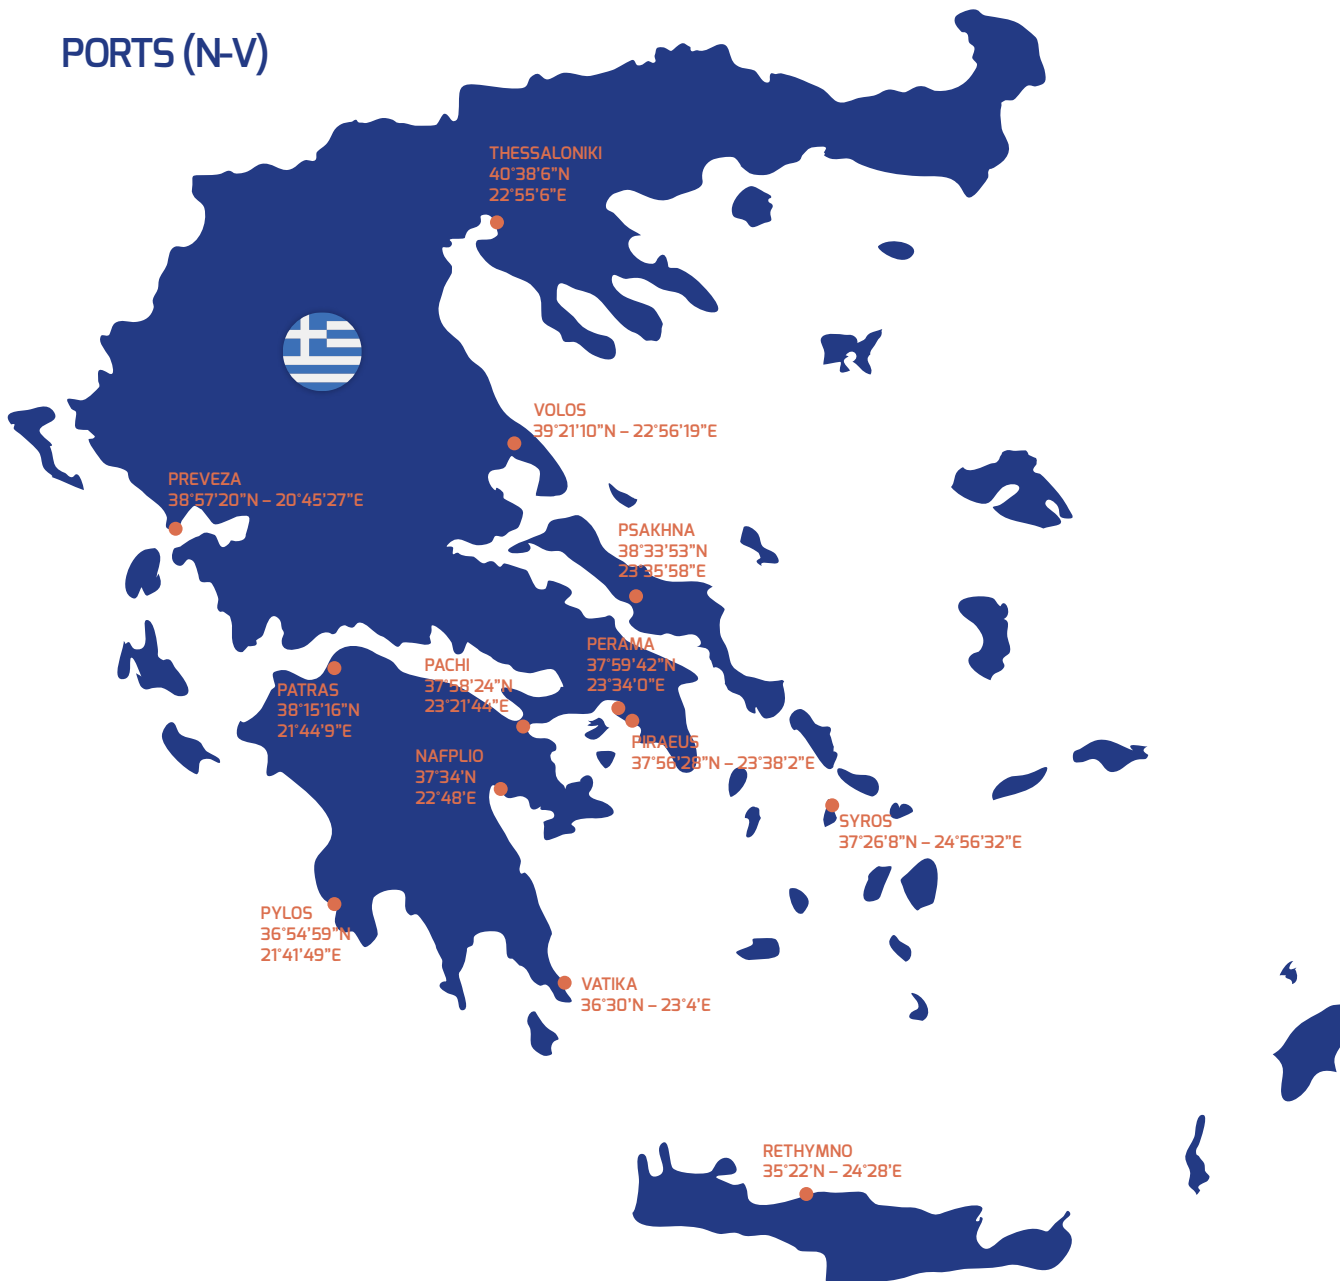 PORTS (N-V)
THESSALONIKI
40°38'6”N
22°55'6”E
VOLOS
39°21'10”N – 22°56'19”E
PREVEZA
38°57'20”N – 20°45'27”E
PSAKHNA
38°33'53”N
23°35'58”E
PERAMA
37°59'42”N
23°34'0”E
PACHI
37°58'24”N
23°21'44”E
PATRAS
38°15'16”N
21°44'9”E
PIRAEUS
37°56'28”N – 23°38'2”E
NAFPLIO
37°34'N
22°48'E
SYROS
37°26'8”N – 24°56'32”E
PYLOS
36°54'59”N
21°41'49”E
VATIKA
36°30'N – 23°4'E
RETHYMNO
35°22'N – 24°28'E